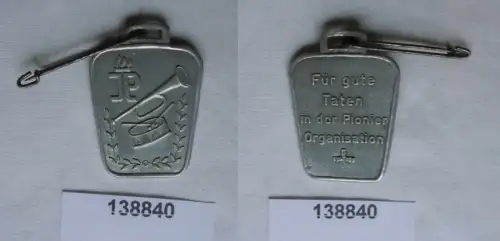 JP
138840
Für gute
Taten
in der Pionier
Organisation
138840